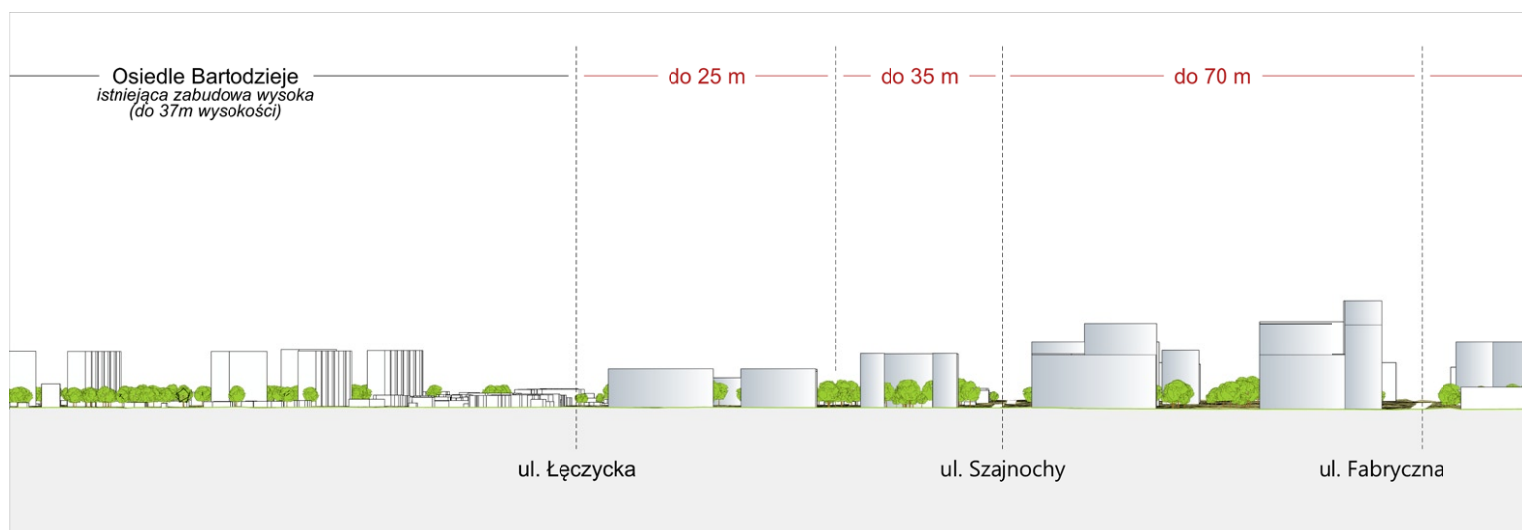 Osiedle Bartodzieje
istniejąca zabudowa wysoka
(do 37m wysokości)
do 25 m
do 35 m
do 70 m
ul. Łęczycka
ul. Szajnochy
ul. Fabryczna